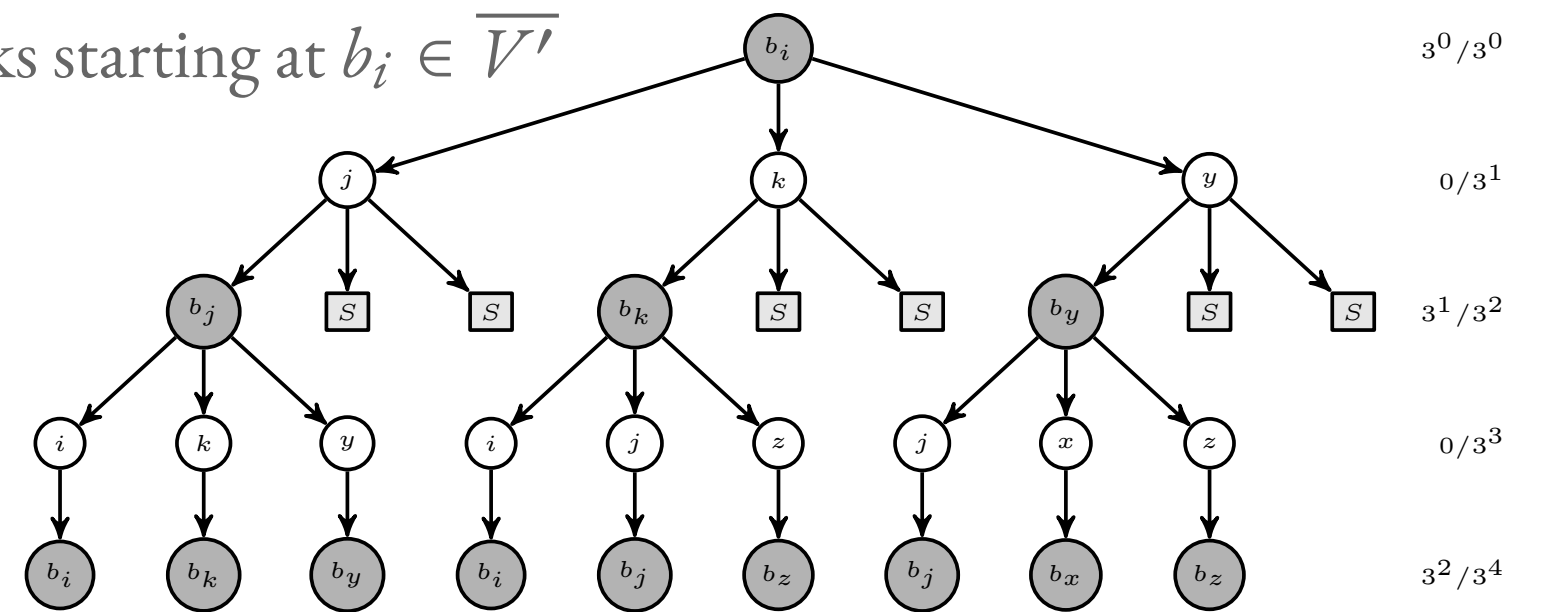 ks starting at b_i ∈ \overline{V'}
b_i 3^0/3^0
j k y 0/3^1
b_j S S b_k S S b_y S S 3^1/3^2
i k y i j z j x z 0/3^3
b_i b_k b_y b_i b_j b_z b_j b_x b_z 3^2/3^4